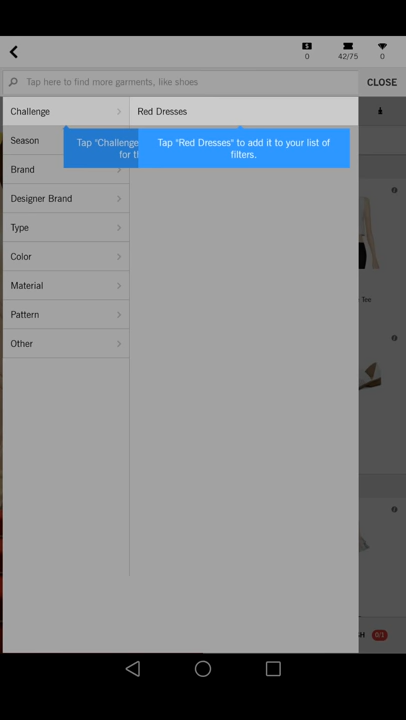 0
42/75
0
Tap here to find more garments, like shoes
CLOSE
Challenge
Red Dresses
Season
Tap "Challenge
for th
Tap "Red Dresses" to add it to your list of
filters.
Brand
Designer Brand
Type
Color
Material
Pattern
Other
Tee
SH
0/1